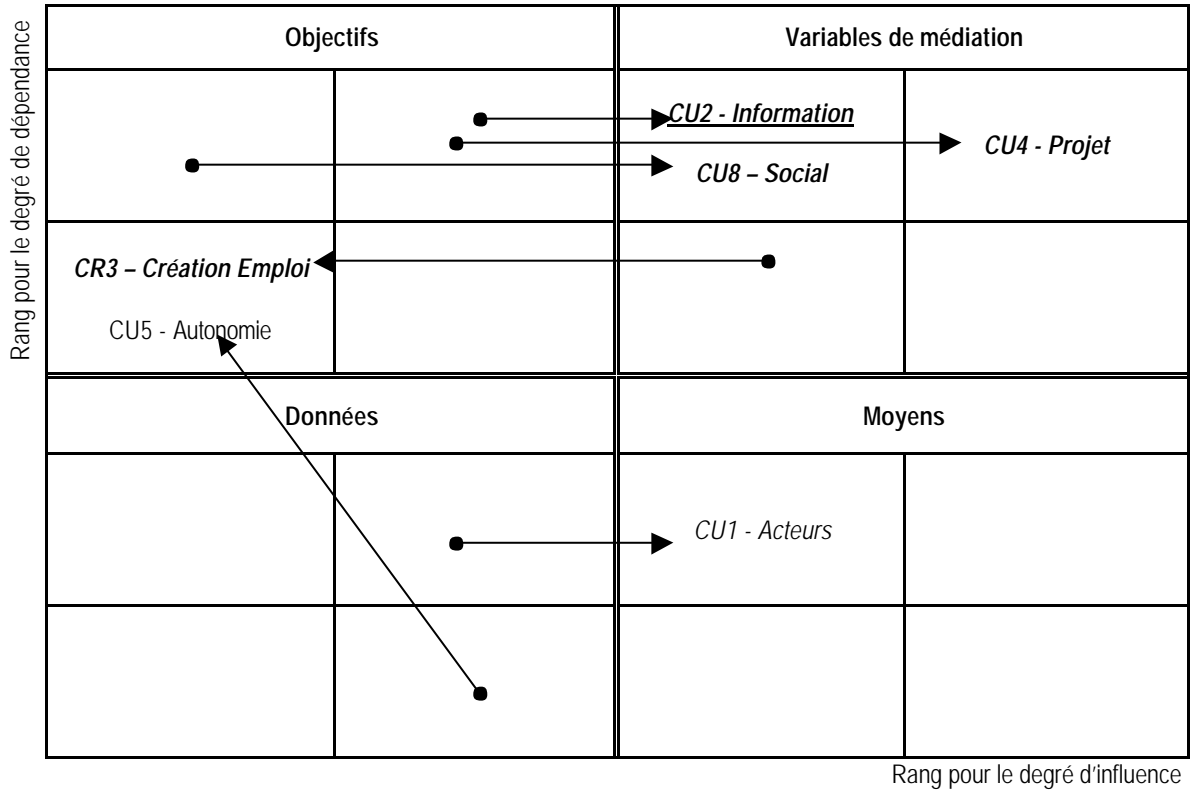 Rang pour le degré de dépendance
Objectifs
Variables de médiation
CU2 - Information
CU4 - Projet
CU8 – Social
CR3 – Création Emploi
CU5 - Autonomie
Données
Moyens
CU1 - Acteurs
Rang pour le degré d’influence